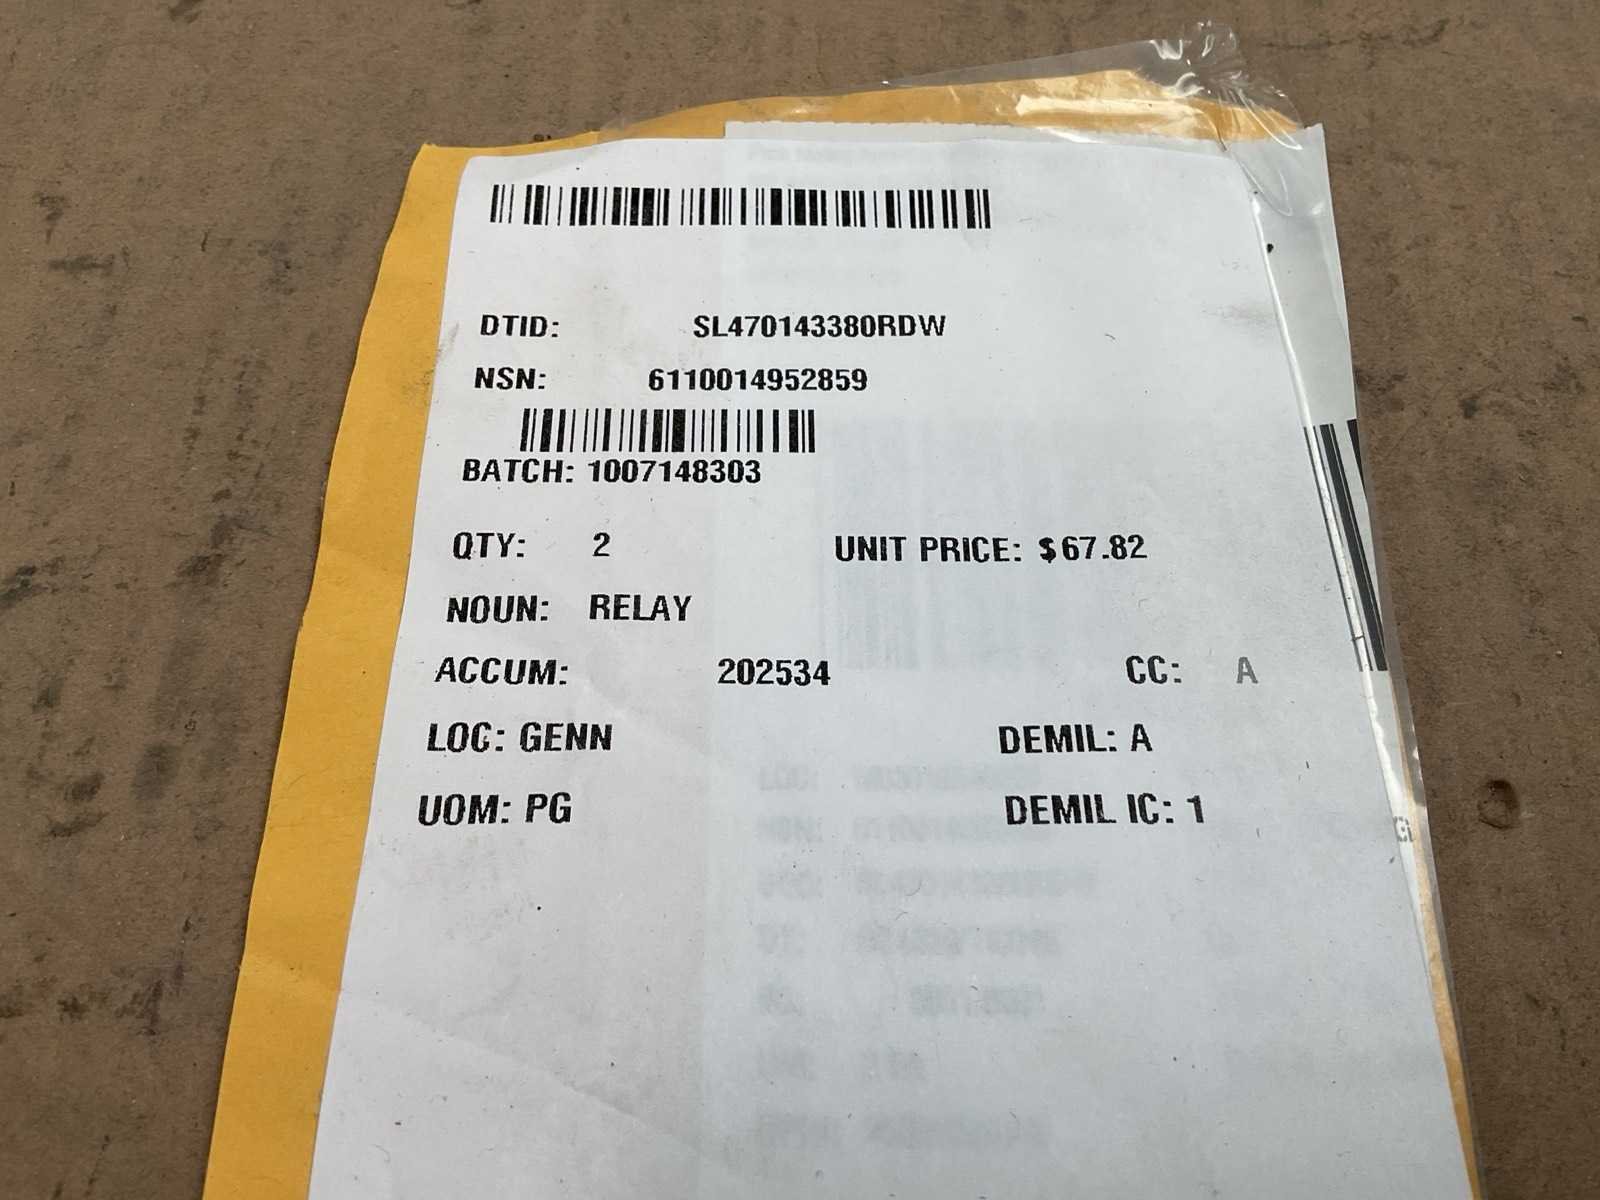 DTID: SL470143380RDW
NSN: 6110014952859
BATCH: 1007148303
QTY: 2 UNIT PRICE: $67.82
NOUN: RELAY
ACCUM: 202534 CC: A
LOC: GENN DEMIL: A
UOM: PG DEMIL IC: 1